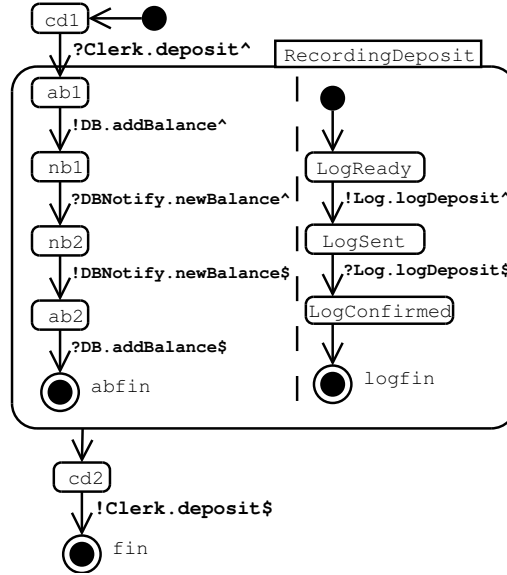 cd1
?Clerk.deposit^
RecordingDeposit
ab1
!DB.addBalance^
nb1
?DBNotify.newBalance^
nb2
!DBNotify.newBalance$
ab2
?DB.addBalance$
abfin
LogReady
!Log.logDeposit^
LogSent
?Log.logDeposit$
LogConfirmed
logfin
cd2
!Clerk.deposit$
fin